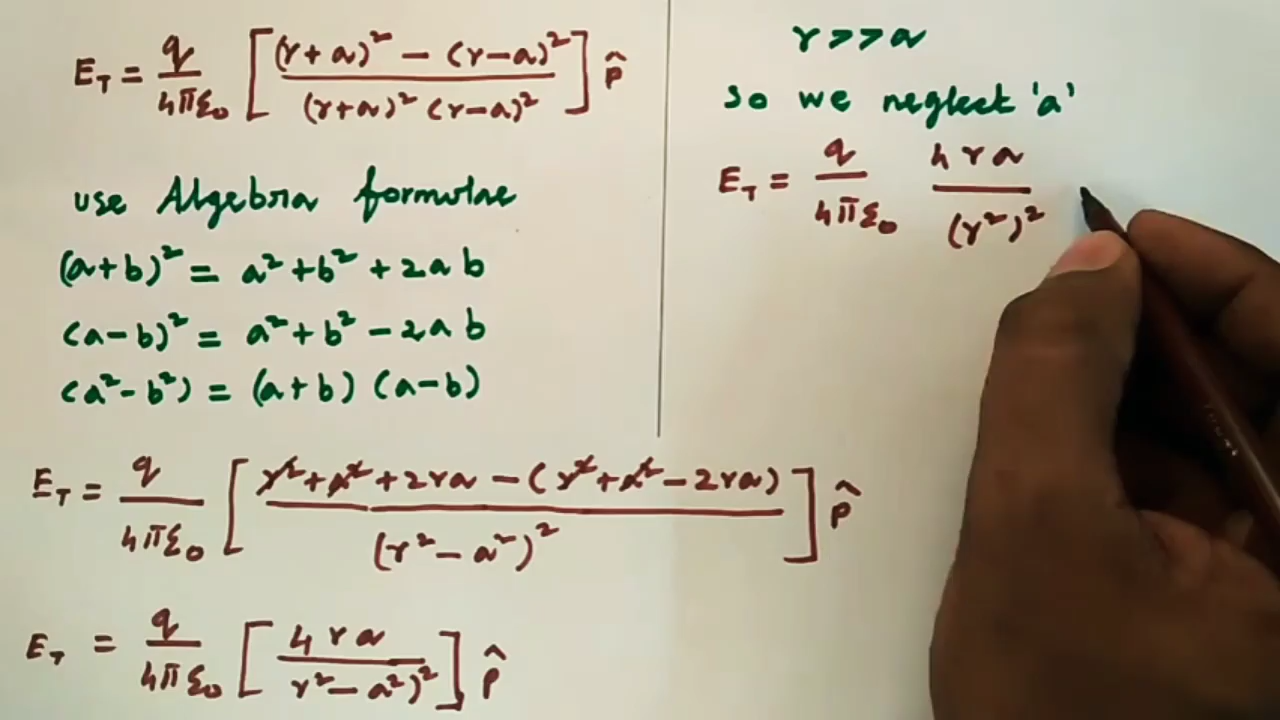 E_T = q/4πε₀ [ (r+a)² − (r−a)² / (r+a)² (r−a)² ] p̂
use Algebra formulae
(a+b)² = a² + b² + 2ab
(a−b)² = a² + b² − 2ab
(a²−b²) = (a+b) (a−b)
E_T = q/4πε₀ [ r² + a² + 2ra − (r² + a² − 2ra) / (r² − a²)² ] p̂
E_T = q/4πε₀ [ 4ra / r² − a²)² ] p̂
r >> a
so we neglect 'a'
E_T = q/4πε₀ 4ra / (r²)²